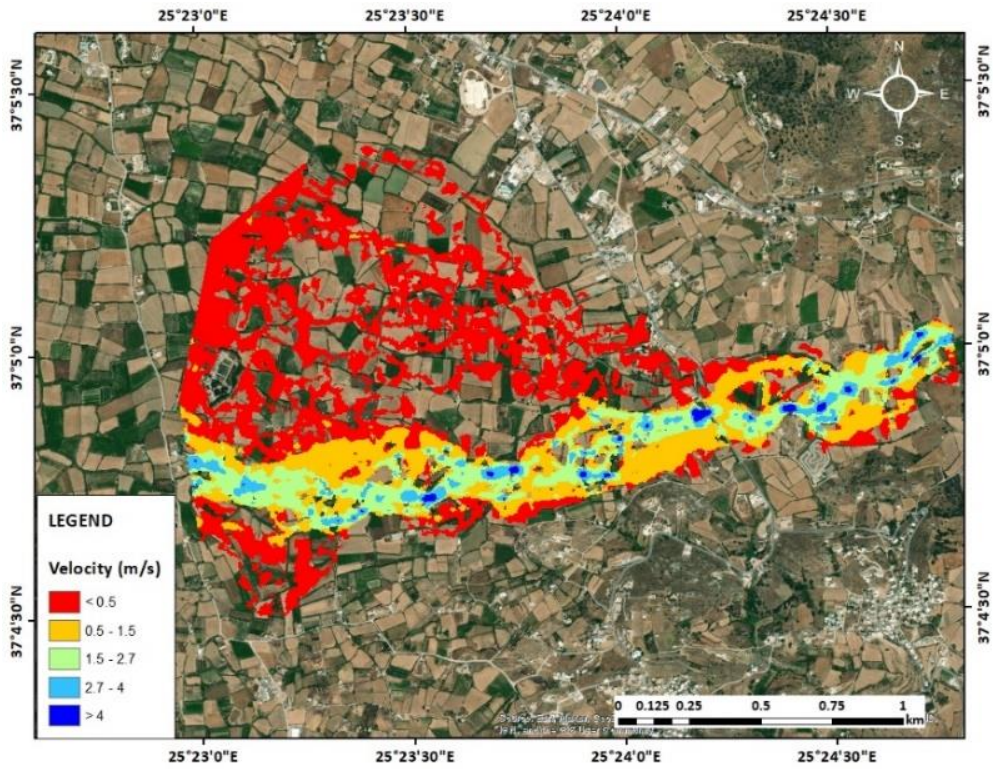 25°23'0"E 25°23'30"E 25°24'0"E 25°24'30"E
N
W E
S
37°5'30"N 37°5'30"N
37°5'0"N 37°5'0"N
37°4'30"N 37°4'30"N
LEGEND
Velocity (m/s)
< 0.5
0.5 - 1.5
1.5 - 2.7
2.7 - 4
> 4
0 0.125 0.25 0.5 0.75 1
km
25°23'0"E 25°23'30"E 25°24'0"E 25°24'30"E